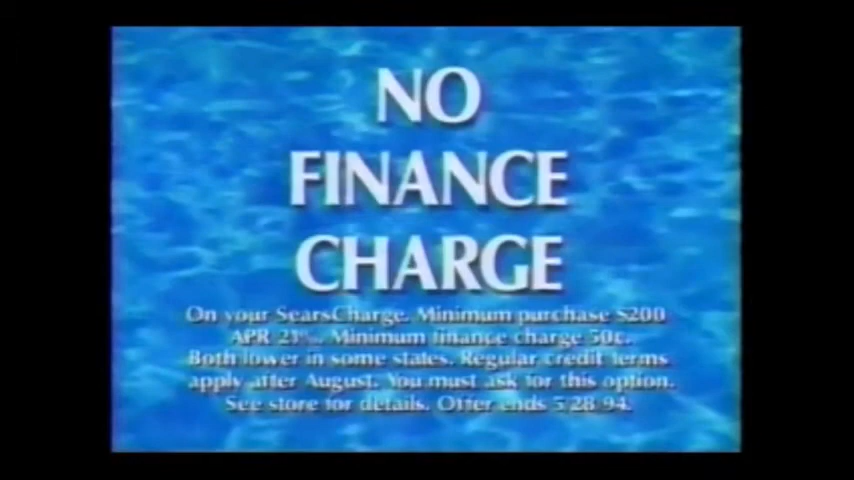 NO
FINANCE
CHARGE
On your SearsCharge. Minimum purchase $200
APR 21%. Minimum finance charge 50¢.
Both lower in some states. Regular credit terms
apply after August. You must ask for this option.
See store for details. Offer ends 5/28/94.